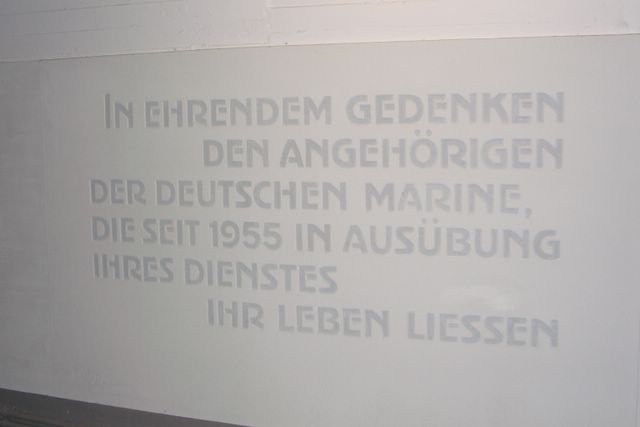 IN EHRENDEM GEDENKEN
DEN ANGEHÖRIGEN
DER DEUTSCHEN MARINE,
DIE SEIT 1955 IN AUSÜBUNG
IHRES DIENSTES
IHR LEBEN LIESSEN